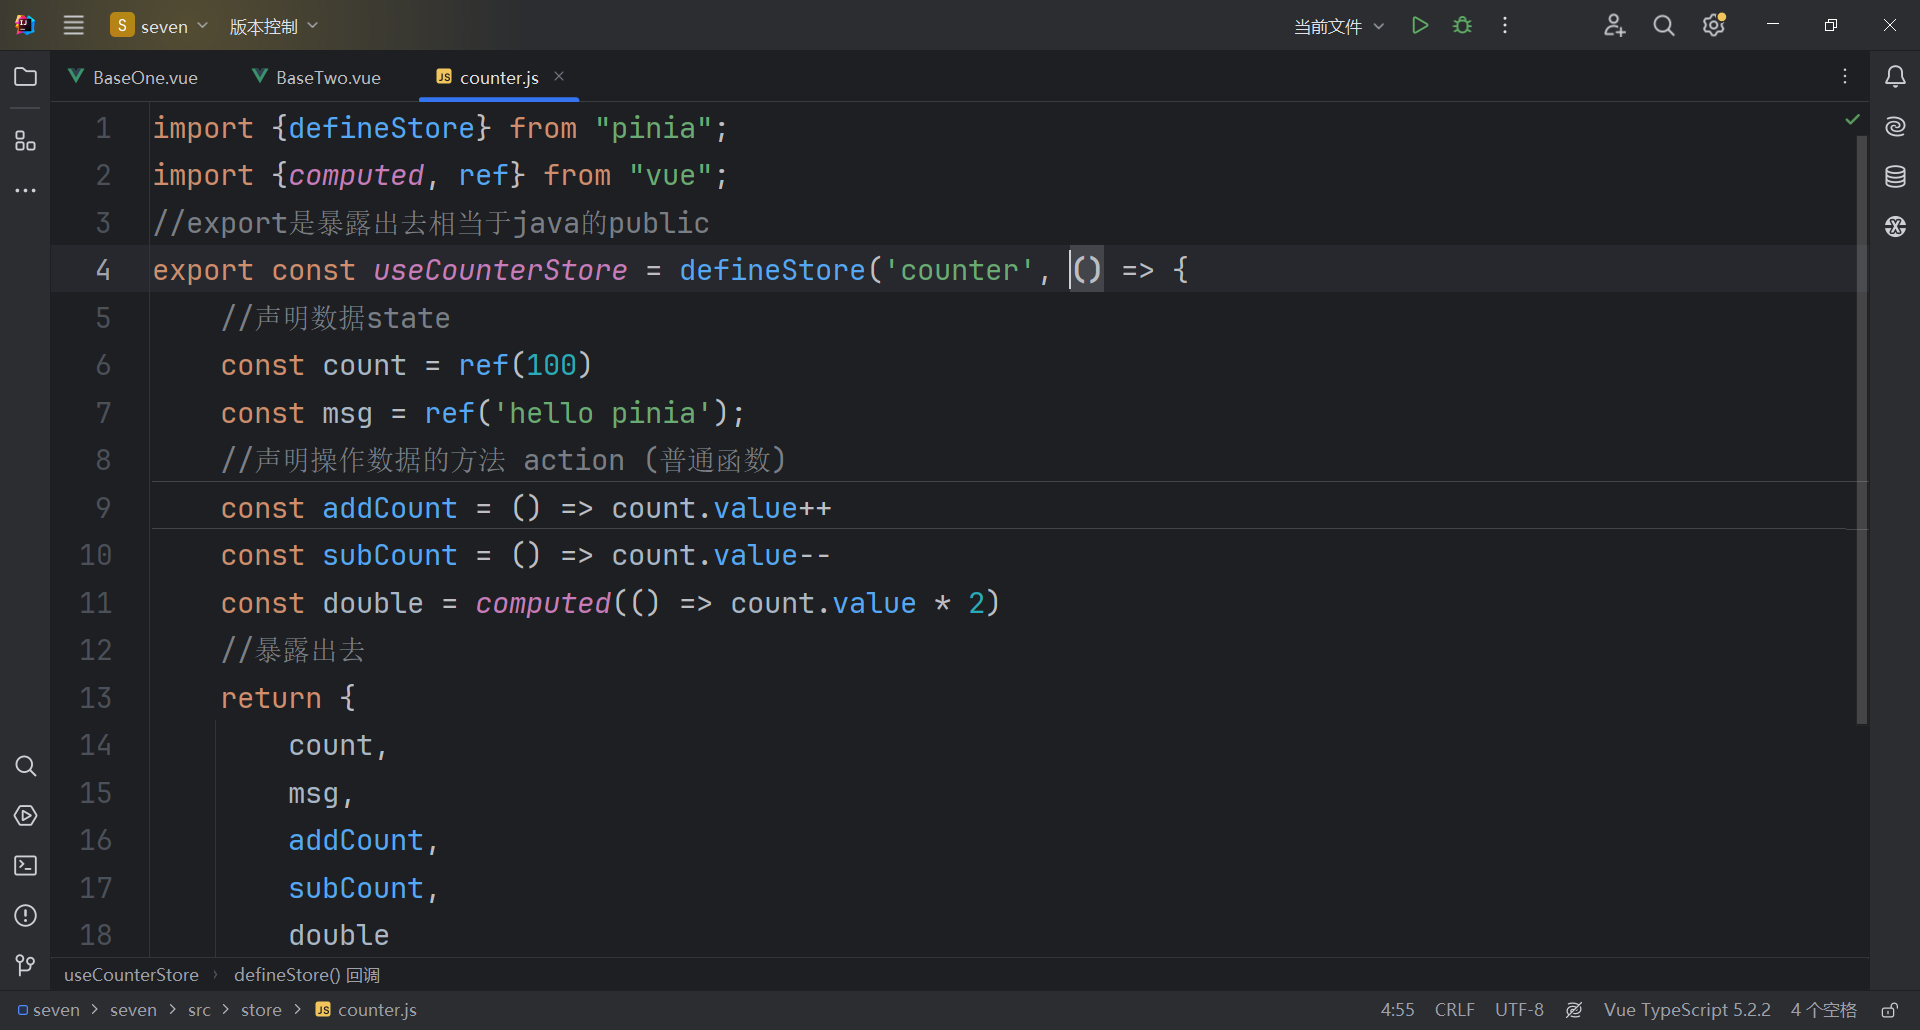 S seven 版本控制 当前文件
BaseOne.vue BaseTwo.vue JS counter.js
1 import {defineStore} from "pinia";
2 import {computed, ref} from "vue";
3 //export是暴露出去相当于java的public
4 export const useCounterStore = defineStore('counter', () => {
5 //声明数据state
6 const count = ref(100)
7 const msg = ref('hello pinia');
8 //声明操作数据的方法 action (普通函数)
9 const addCount = () => count.value++
10 const subCount = () => count.value--
11 const double = computed(() => count.value * 2)
12 //暴露出去
13 return {
14 count,
15 msg,
16 addCount,
17 subCount,
18 double
useCounterStore › defineStore() 回调
seven > seven > src > store > JS counter.js 4:55 CRLF UTF-8 Vue TypeScript 5.2.2 4 个空格